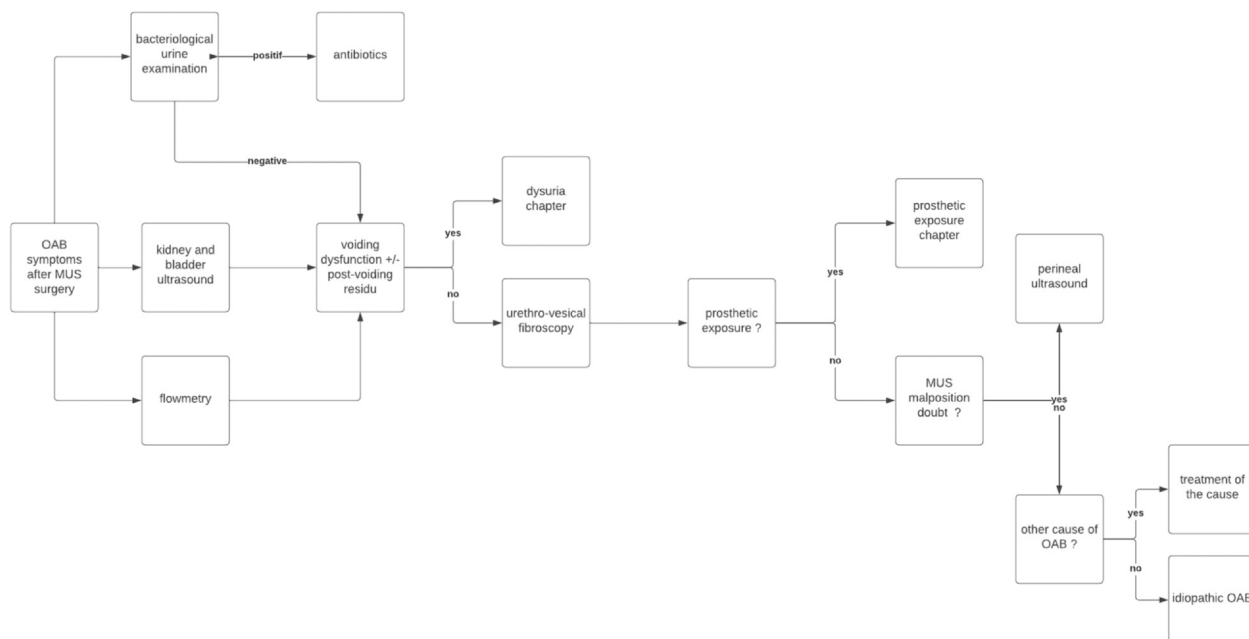 bacteriological
urine
examination
positif
antibiotics
negative
OAB
symptoms
after MUS
surgery
kidney and
bladder
ultrasound
flowmetry
voiding
dysfunction +/-
post-voiding
residu
yes
no
dysuria
chapter
urethro-vesical
fibroscopy
prosthetic
exposure ?
yes
no
prosthetic
exposure
chapter
MUS
malposition
doubt ?
perineal
ultrasound
yes
no
other cause of
OAB ?
yes
no
treatment of
the cause
idiopathic OAB